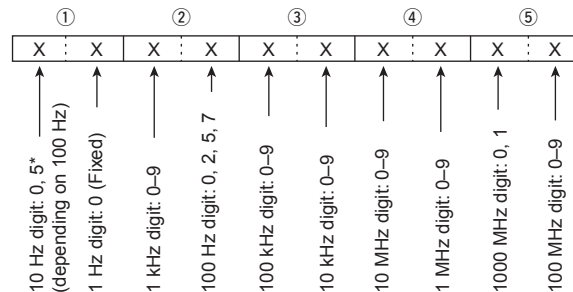 ① ② ③ ④ ⑤
X X X X X X X X X X
10 Hz digit: 0, 5*
(depending on 100 Hz)
1 Hz digit: 0 (Fixed)
1 kHz digit: 0–9
100 Hz digit: 0, 2, 5, 7
100 kHz digit: 0–9
10 kHz digit: 0–9
10 MHz digit: 0–9
1 MHz digit: 0–9
1000 MHz digit: 0, 1
100 MHz digit: 0–9